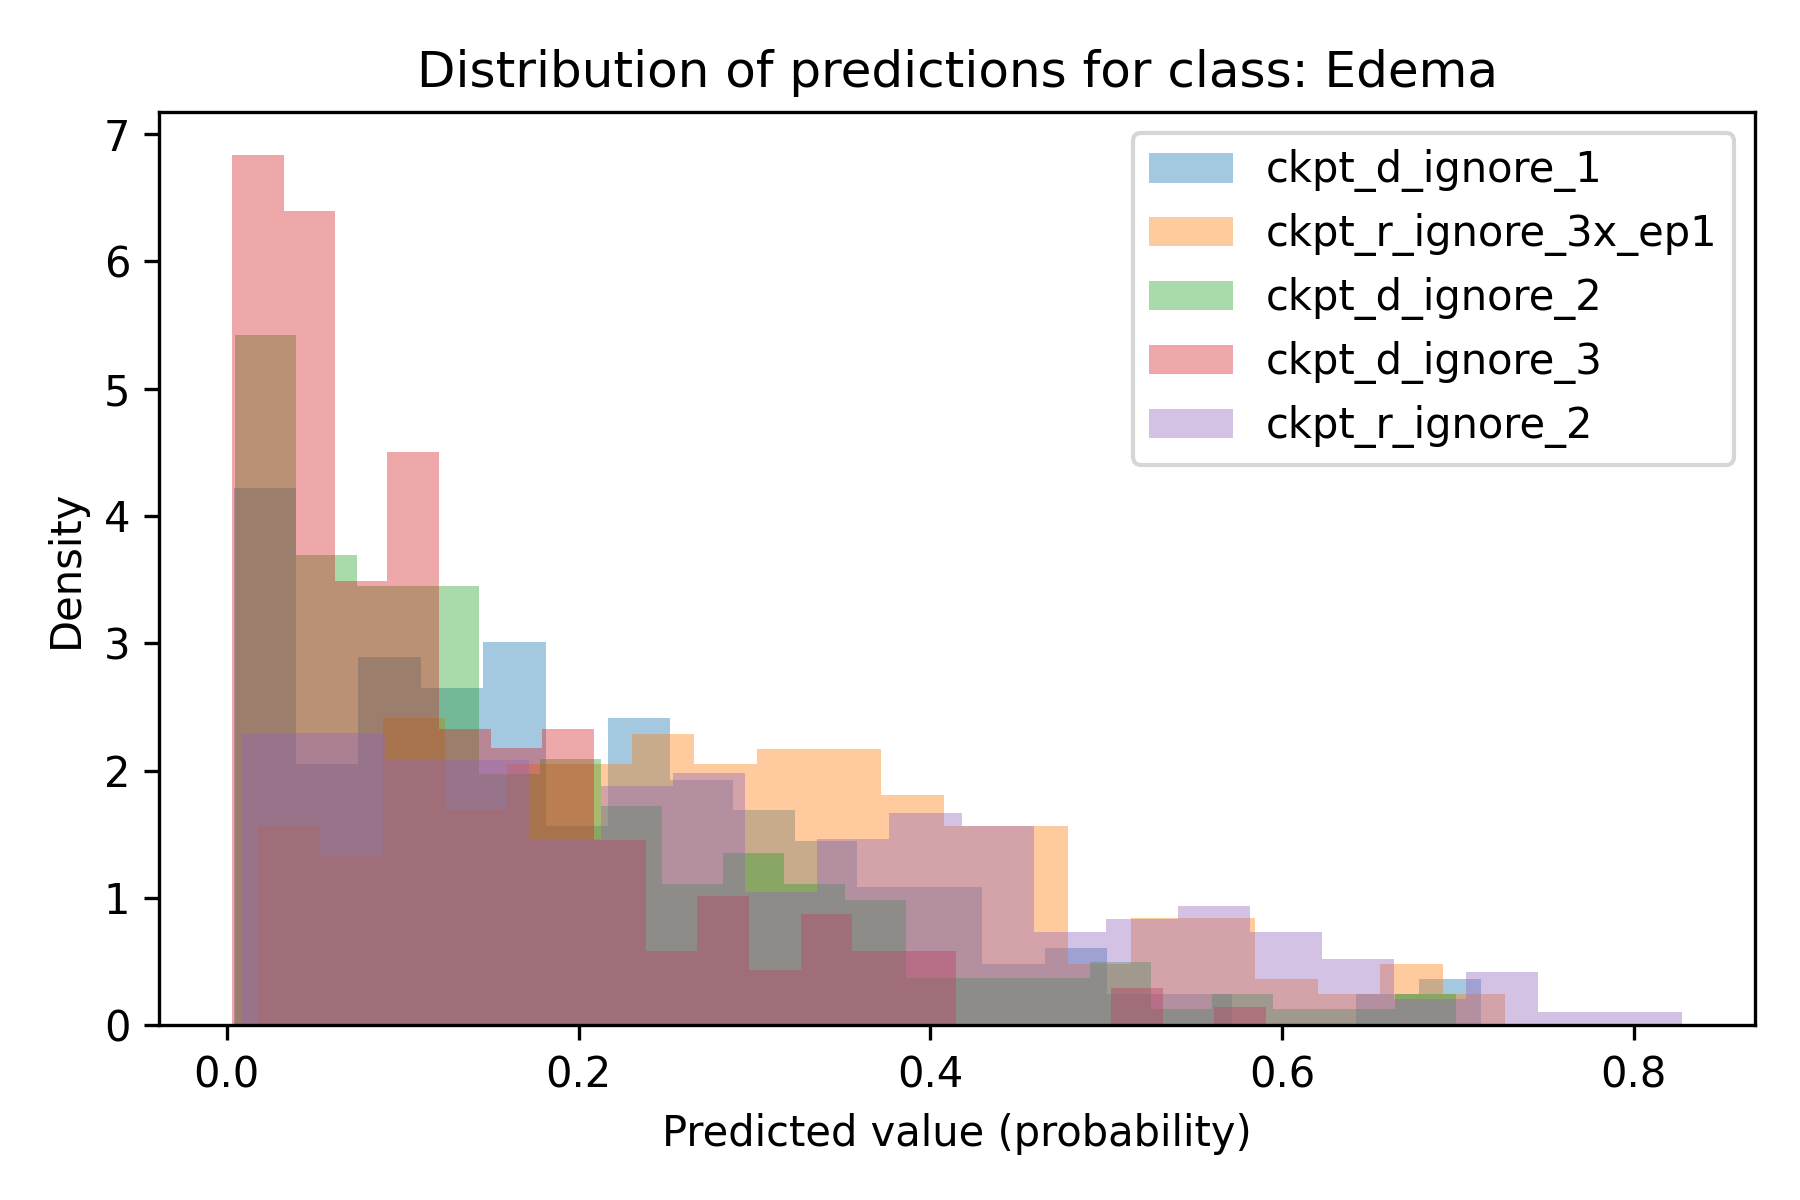 Distribution of predictions for class: Edema
7
6
5
4
3
2
1
0
Density
0.0
0.2
0.4
0.6
0.8
Predicted value (probability)
ckpt_d_ignore_1
ckpt_r_ignore_3x_ep1
ckpt_d_ignore_2
ckpt_d_ignore_3
ckpt_r_ignore_2